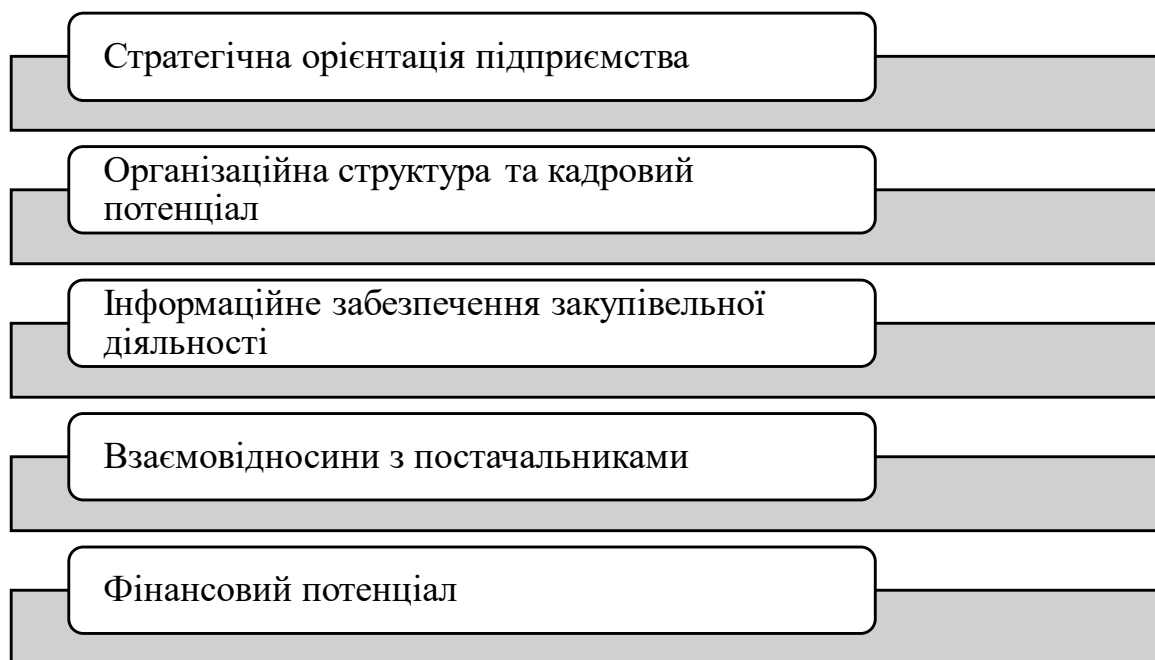 Стратегічна орієнтація підприємства
Організаційна структура та кадровий
потенціал
Інформаційне забезпечення закупівельної
діяльності
Взаємовідносини з постачальниками
Фінансовий потенціал